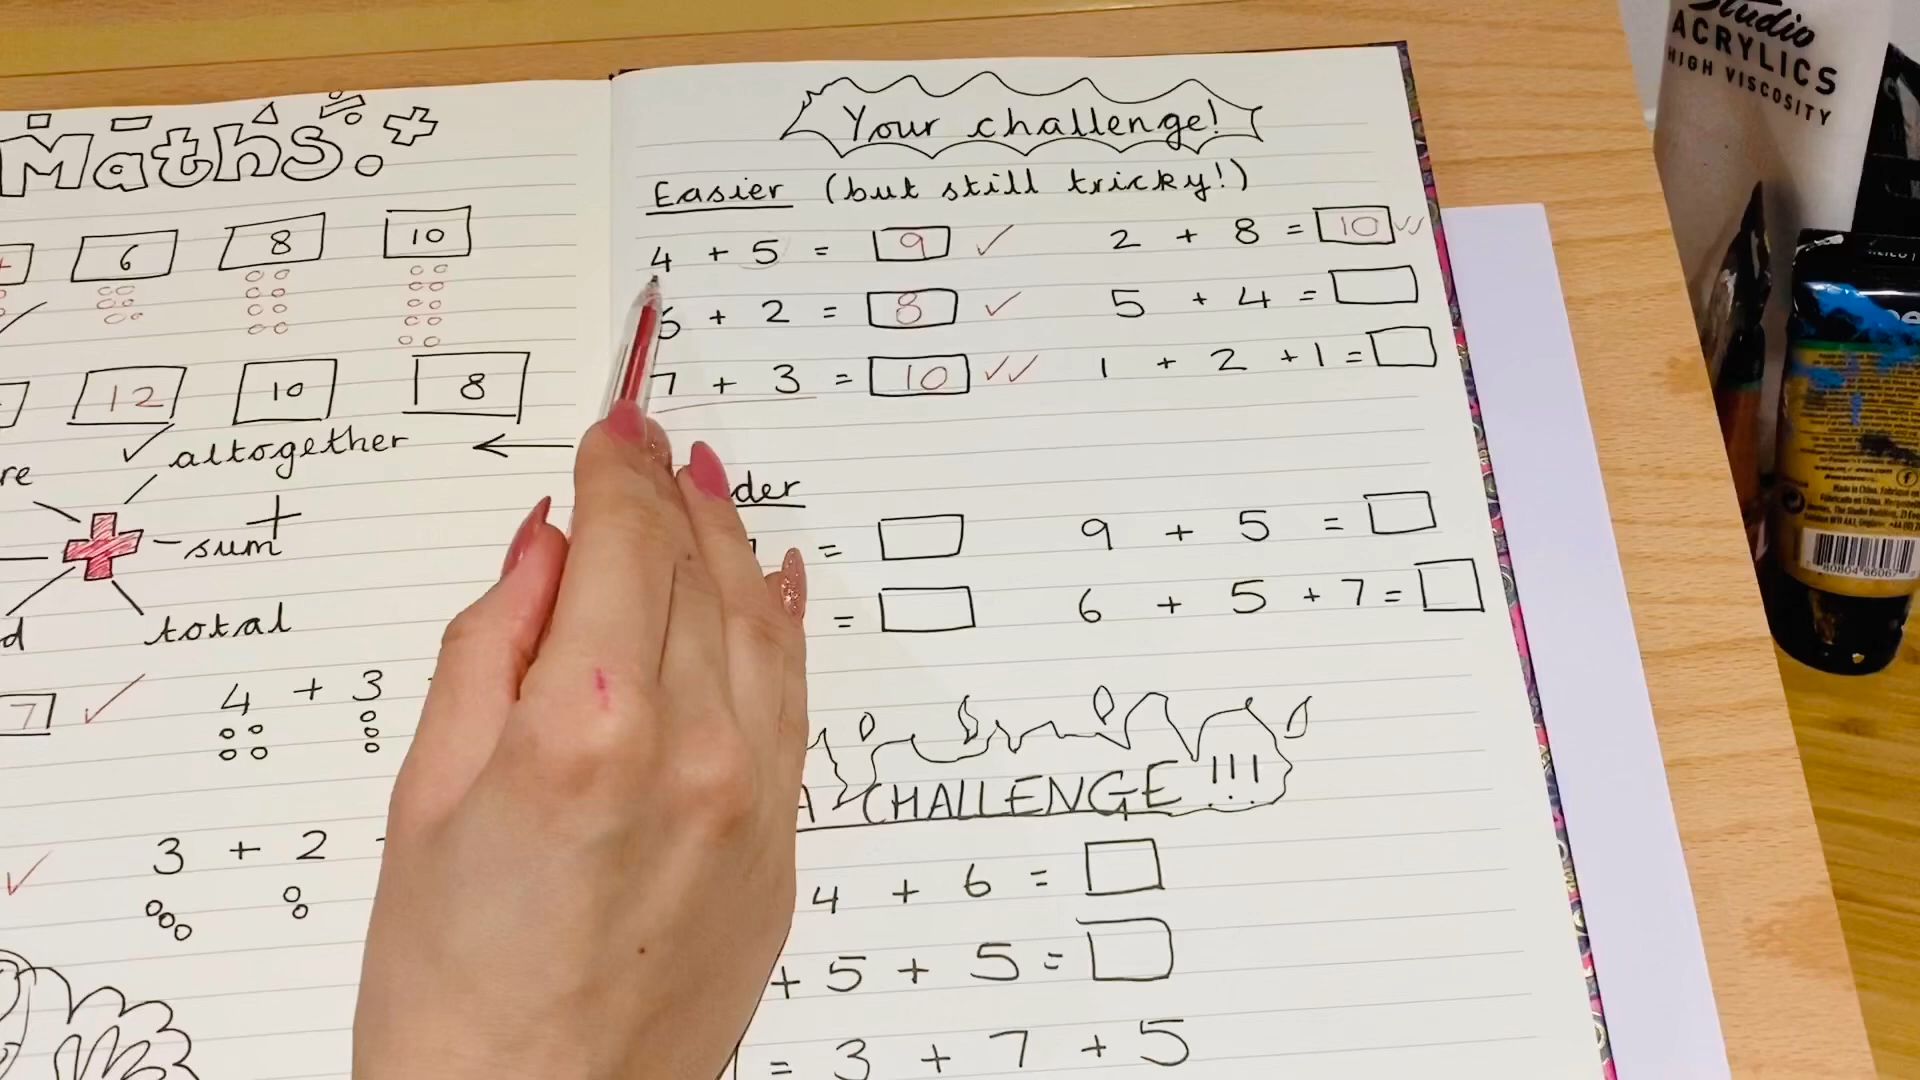 Maths.
6 8 10
12 10 8
altogether
sum
total
7
4 + 3
3 + 2
Your challenge!
Easier (but still tricky!)
4 + 5 = 9
2 + 8 = 10
+ 2 = 8
5 + 4 =
7 + 3 = 10
1 + 2 + 1 =
=
9 + 5 =
=
6 + 5 + 7 =
A CHALLENGE!!!
4 + 6 =
+ 5 + 5 =
= 3 + 7 + 5
Studio
ACRYLICS
HIGH VISCOSITY